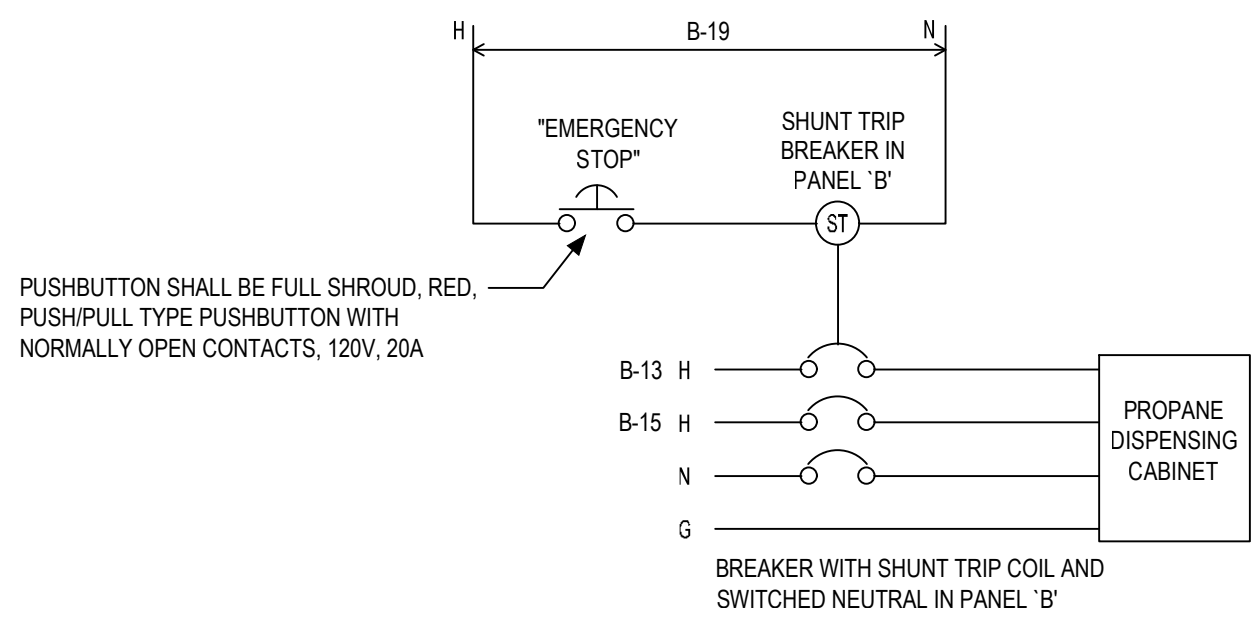 H B-19 N
"EMERGENCY
STOP"
SHUNT TRIP
BREAKER IN
PANEL `B'
ST
PUSHBUTTON SHALL BE FULL SHROUD, RED,
PUSH/PULL TYPE PUSHBUTTON WITH
NORMALLY OPEN CONTACTS, 120V, 20A
B-13 H
B-15 H
N
G
PROPANE
DISPENSING
CABINET
BREAKER WITH SHUNT TRIP COIL AND
SWITCHED NEUTRAL IN PANEL `B'